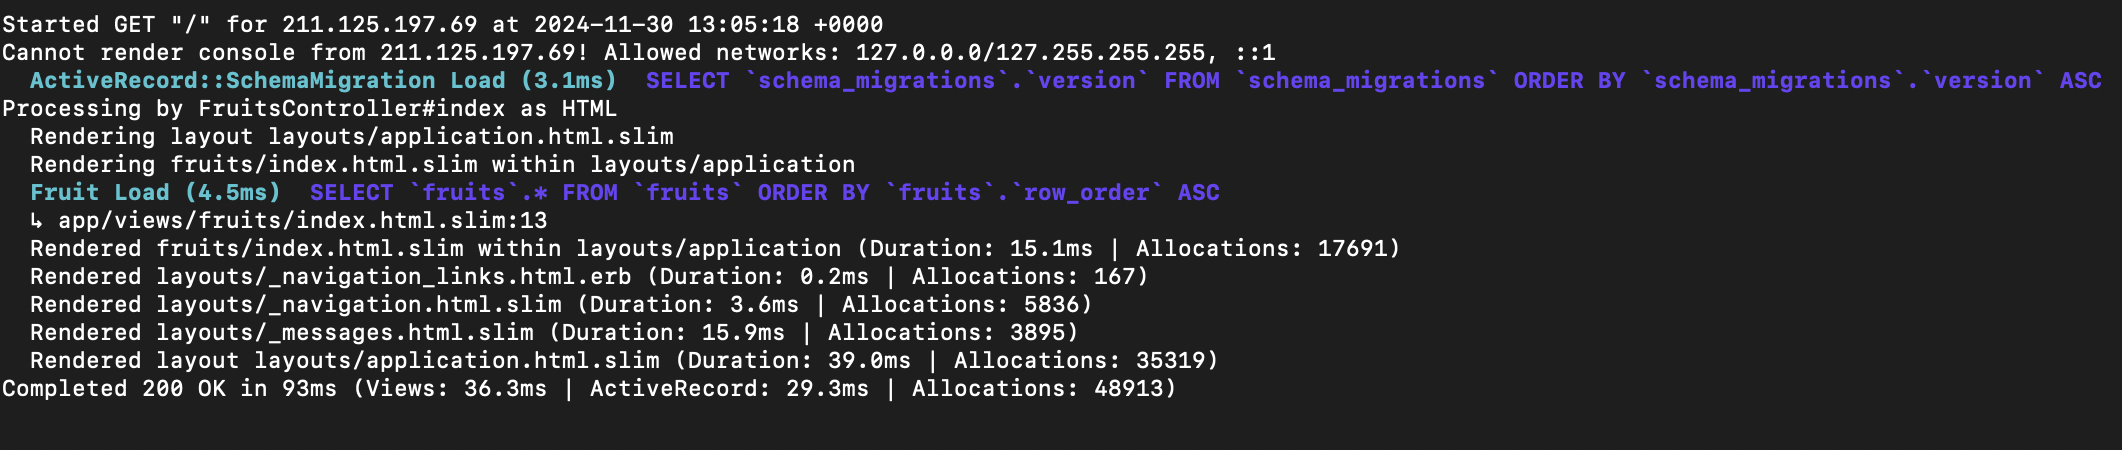 Started GET "/" for 211.125.197.69 at 2024-11-30 13:05:18 +0000
Cannot render console from 211.125.197.69! Allowed networks: 127.0.0.0/127.255.255.255, ::1
  ActiveRecord::SchemaMigration Load (3.1ms)  SELECT `schema_migrations`.`version` FROM `schema_migrations` ORDER BY `schema_migrations`.`version` ASC
Processing by FruitsController#index as HTML
  Rendering layout layouts/application.html.slim
  Rendering fruits/index.html.slim within layouts/application
  Fruit Load (4.5ms)  SELECT `fruits`.* FROM `fruits` ORDER BY `fruits`.`row_order` ASC
  ↳ app/views/fruits/index.html.slim:13
  Rendered fruits/index.html.slim within layouts/application (Duration: 15.1ms | Allocations: 17691)
  Rendered layouts/_navigation_links.html.erb (Duration: 0.2ms | Allocations: 167)
  Rendered layouts/_navigation.html.slim (Duration: 3.6ms | Allocations: 5836)
  Rendered layouts/_messages.html.slim (Duration: 15.9ms | Allocations: 3895)
  Rendered layout layouts/application.html.slim (Duration: 39.0ms | Allocations: 35319)
Completed 200 OK in 93ms (Views: 36.3ms | ActiveRecord: 29.3ms | Allocations: 48913)